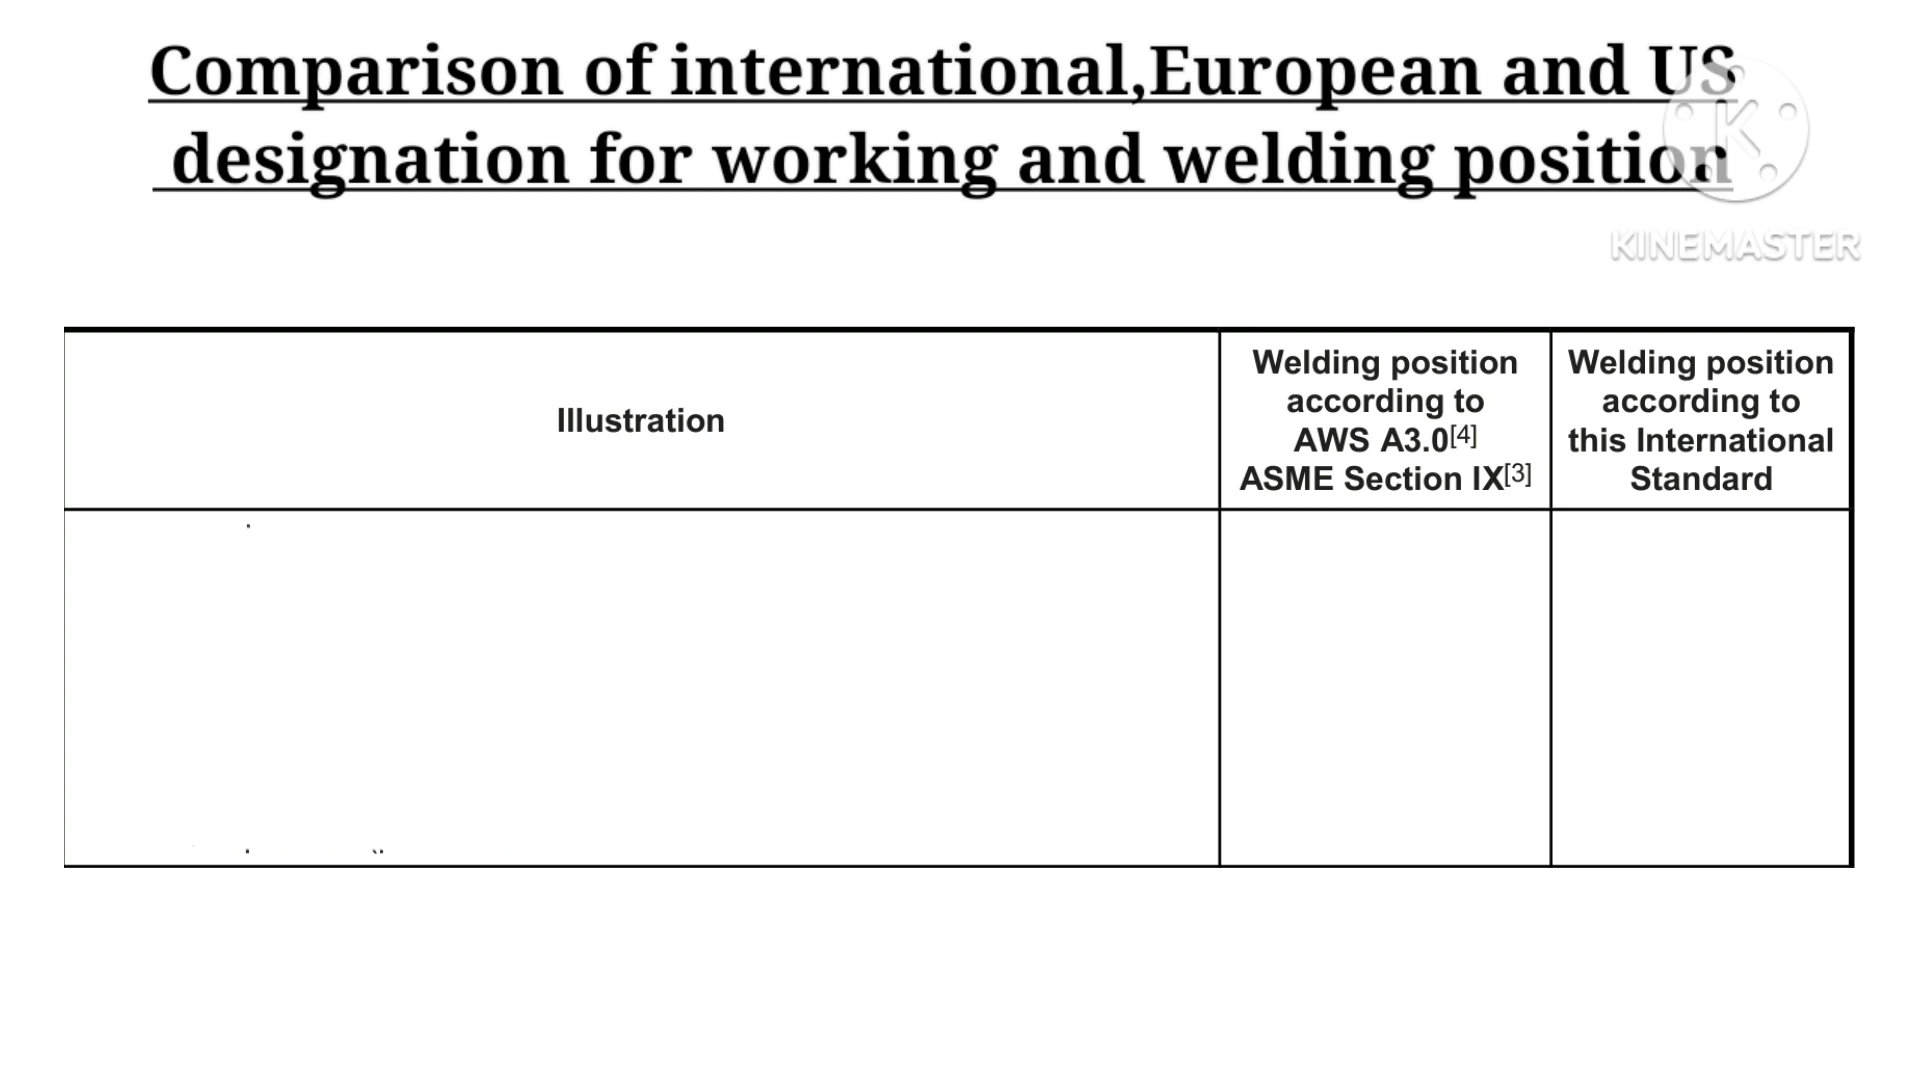 Comparison of international,European and US
designation for working and welding position
K
KINEMASTER
Illustration
Welding position
according to
AWS A3.0[4]
ASME Section IX[3]
Welding position
according to
this International
Standard